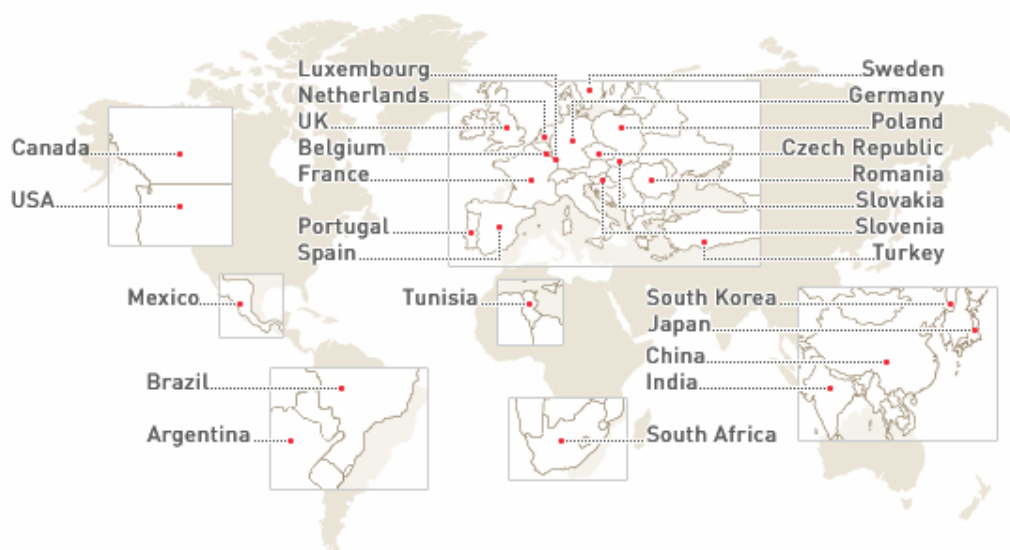 Luxembourg
Netherlands
UK
Belgium
France
Portugal
Spain
Sweden
Germany
Poland
Czech Republic
Romania
Slovakia
Slovenia
Turkey
Canada
USA
Mexico
Tunisia
South Korea
Japan
China
India
Brazil
Argentina
South Africa